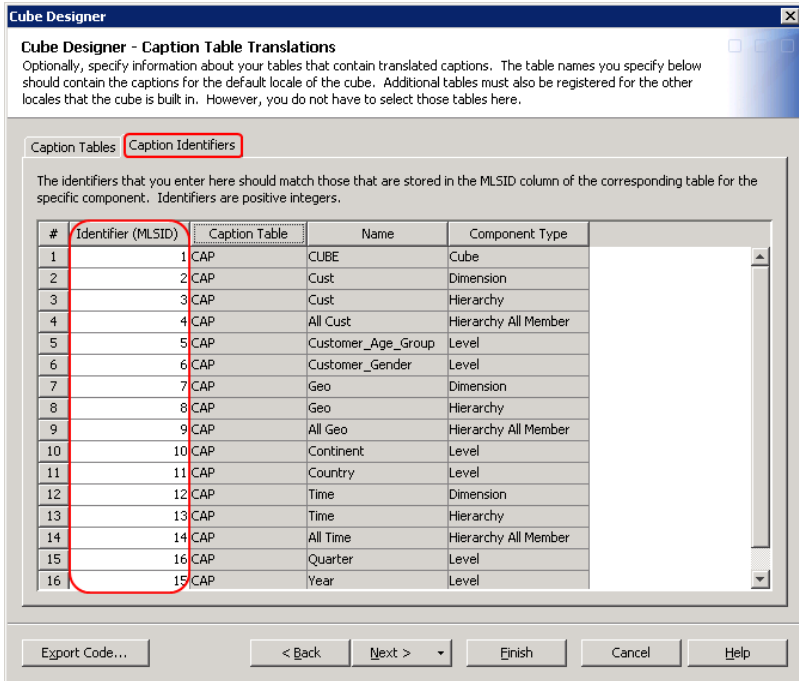 Cube Designer
Cube Designer - Caption Table Translations
Optionally, specify information about your tables that contain translated captions. The table names you specify below
should contain the captions for the default locale of the cube. Additional tables must also be registered for the other
locales that the cube is built in. However, you do not have to select those tables here.
Caption Tables Caption Identifiers
The identifiers that you enter here should match those that are stored in the MLSID column of the corresponding table for the
specific component. Identifiers are positive integers.
# Identifier (MLSID) Caption Table Name Component Type
1 1 CAP CUBE Cube
2 2 CAP Cust Dimension
3 3 CAP Cust Hierarchy
4 4 CAP All Cust Hierarchy All Member
5 5 CAP Customer_Age_Group Level
6 6 CAP Customer_Gender Level
7 7 CAP Geo Dimension
8 8 CAP Geo Hierarchy
9 9 CAP All Geo Hierarchy All Member
10 10 CAP Continent Level
11 11 CAP Country Level
12 12 CAP Time Dimension
13 13 CAP Time Hierarchy
14 14 CAP All Time Hierarchy All Member
15 16 CAP Quarter Level
16 15 CAP Year Level
Export Code... < Back Next > Finish Cancel Help